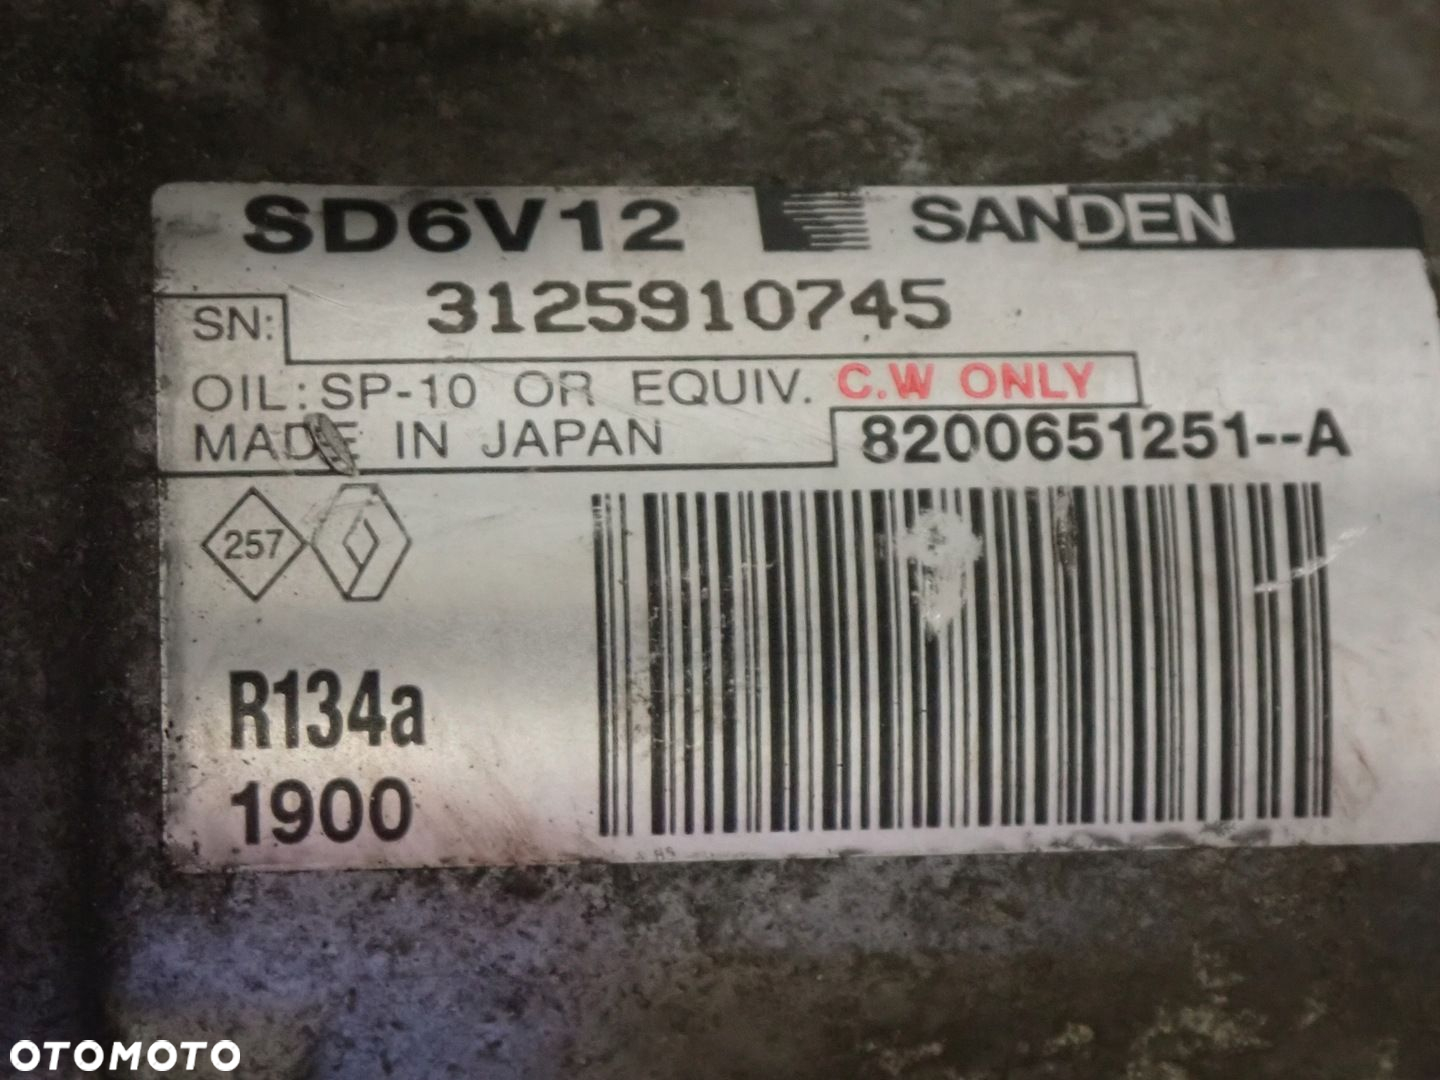 SD6V12 SANDEN
SN: 3125910745
OIL: SP-10 OR EQUIV. C.W ONLY
MADE IN JAPAN 8200651251--A
257
R134a
1900
OTOMOTO